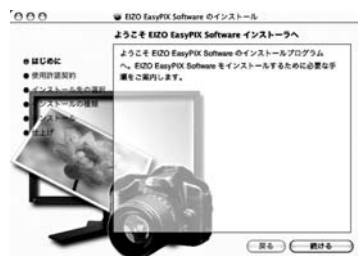 EIZO EasyPIX Software のインストール
ようこそ EIZO EasyPIX Software インストーラへ
はじめに
使用許諾契約
インストール先の選択
インストールの種類
インストール
仕上げ
ようこそ EIZO EasyPIX Software のインストールプログラム
へ。EIZO EasyPIX Software をインストールするために必要な手
順をご案内します。
戻る
続ける